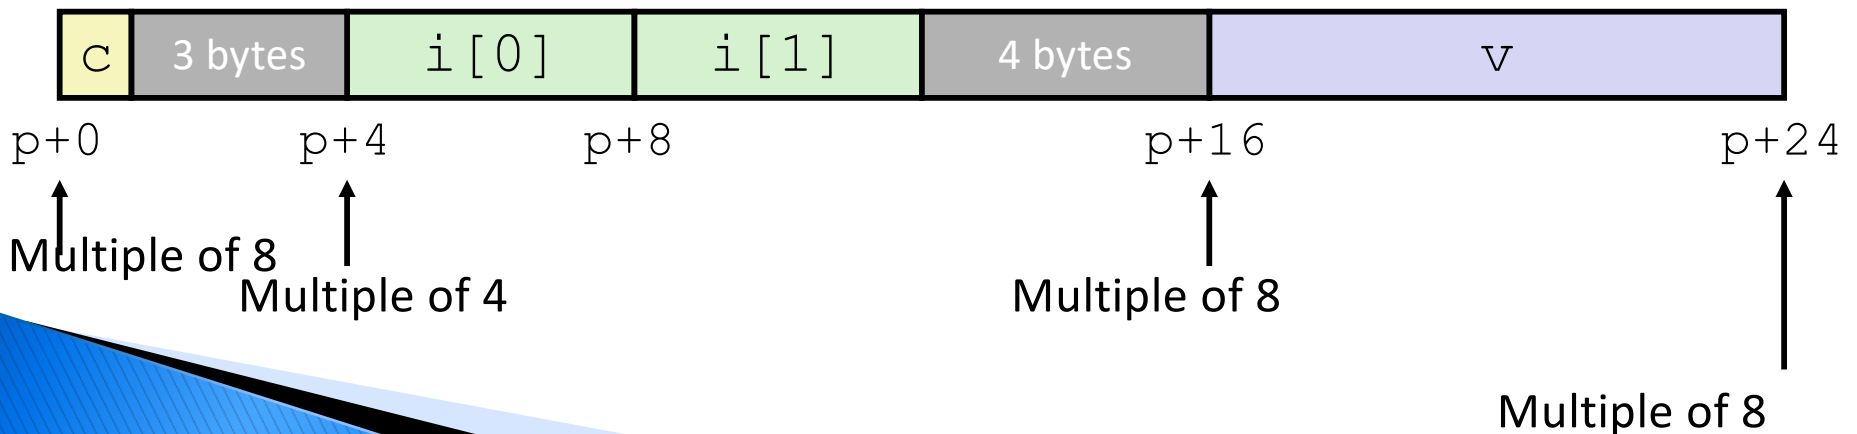 c 3 bytes i[0] i[1] 4 bytes v
p+0 p+4 p+8 p+16 p+24
Multiple of 8
Multiple of 4 Multiple of 8
Multiple of 8